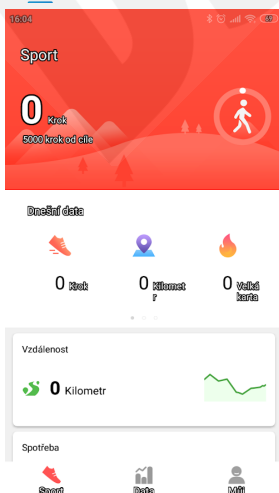 16:04
69
Sport
0 Krok
5000 krok od cíle
Dnešní data
0 Krok
0 Kilomet
r
0 Velká
karta
Vzdálenost
0 Kilometr
Spotřeba
Sport
Data
Můj